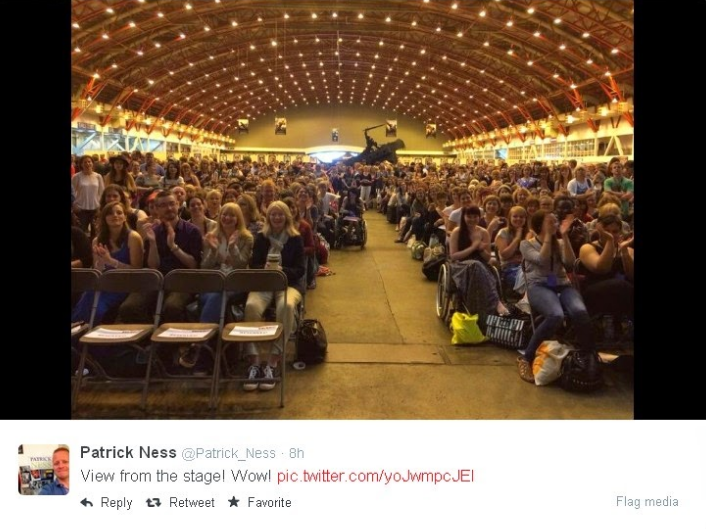 Patrick Ness @Patrick_Ness · 8h
View from the stage! Wow! pic.twitter.com/yoJwmpcJEI
Reply Retweet Favorite Flag media